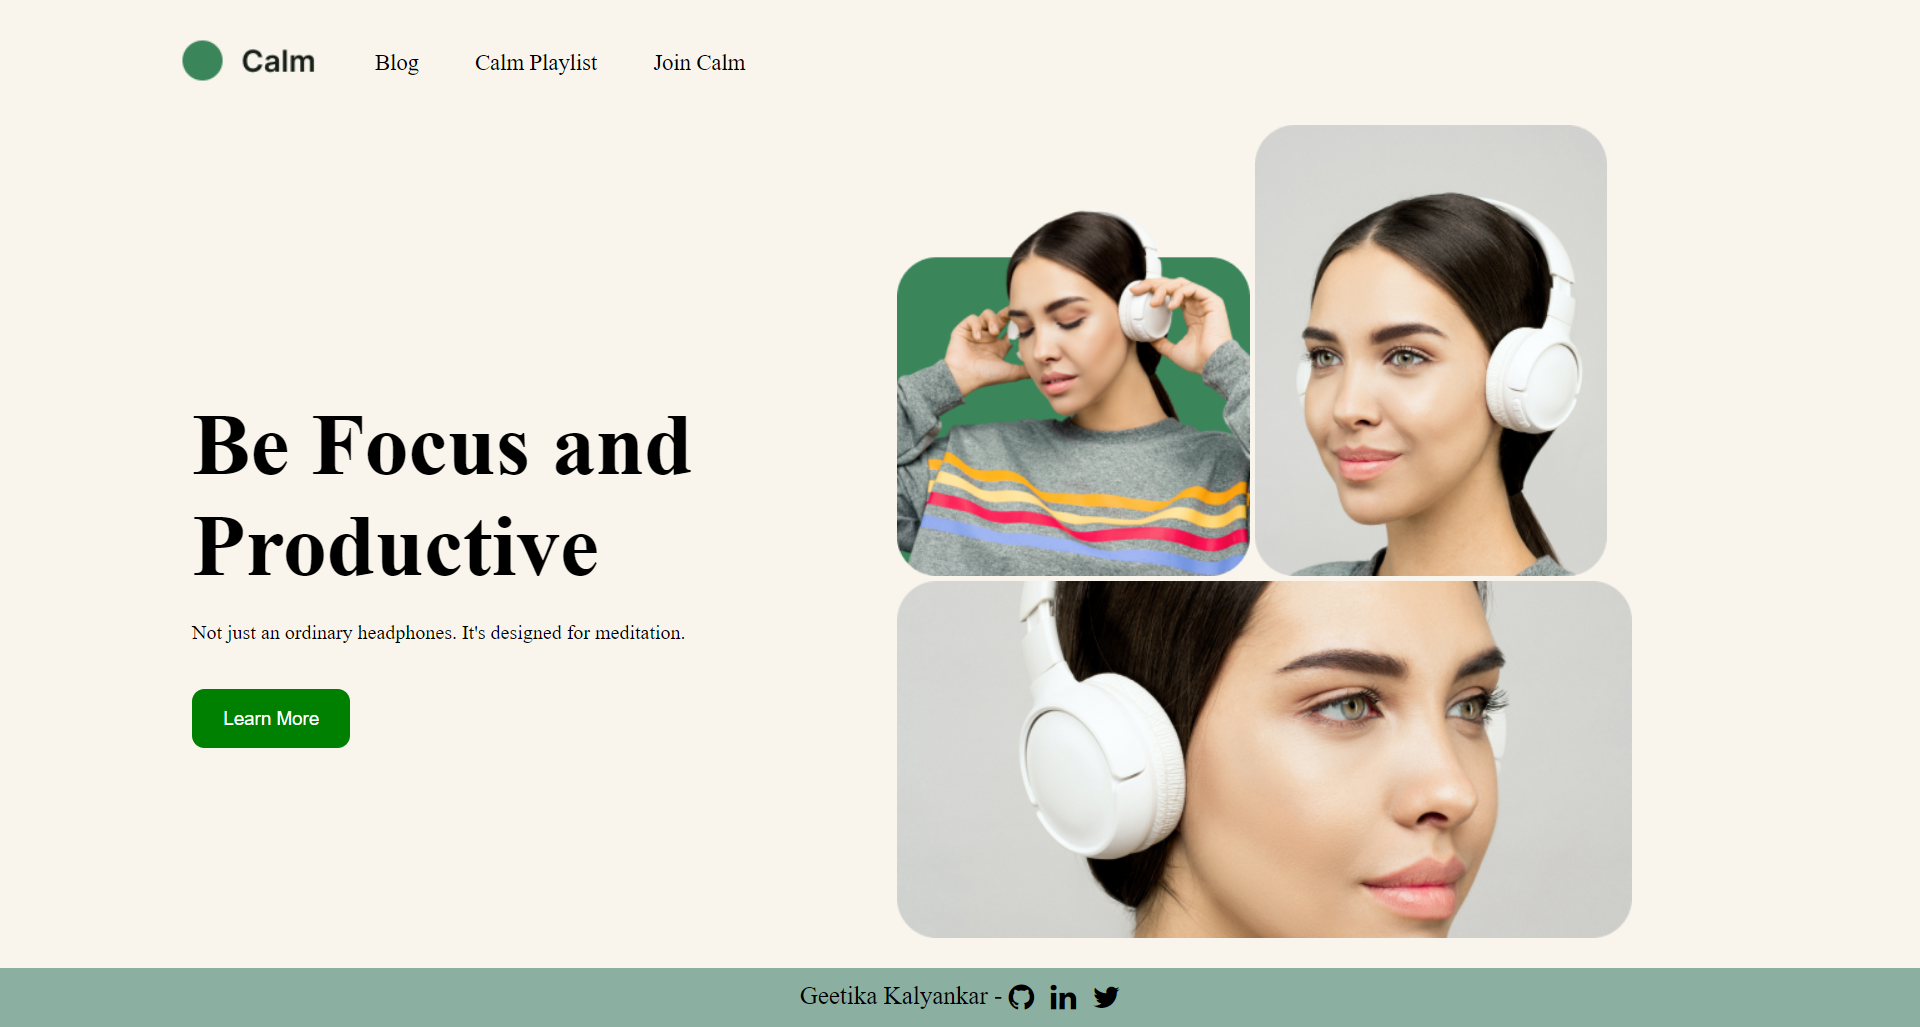 Calm
Blog
Calm Playlist
Join Calm
Be Focus and
Productive
Not just an ordinary headphones. It's designed for meditation.
Learn More
Geetika Kalyankar -